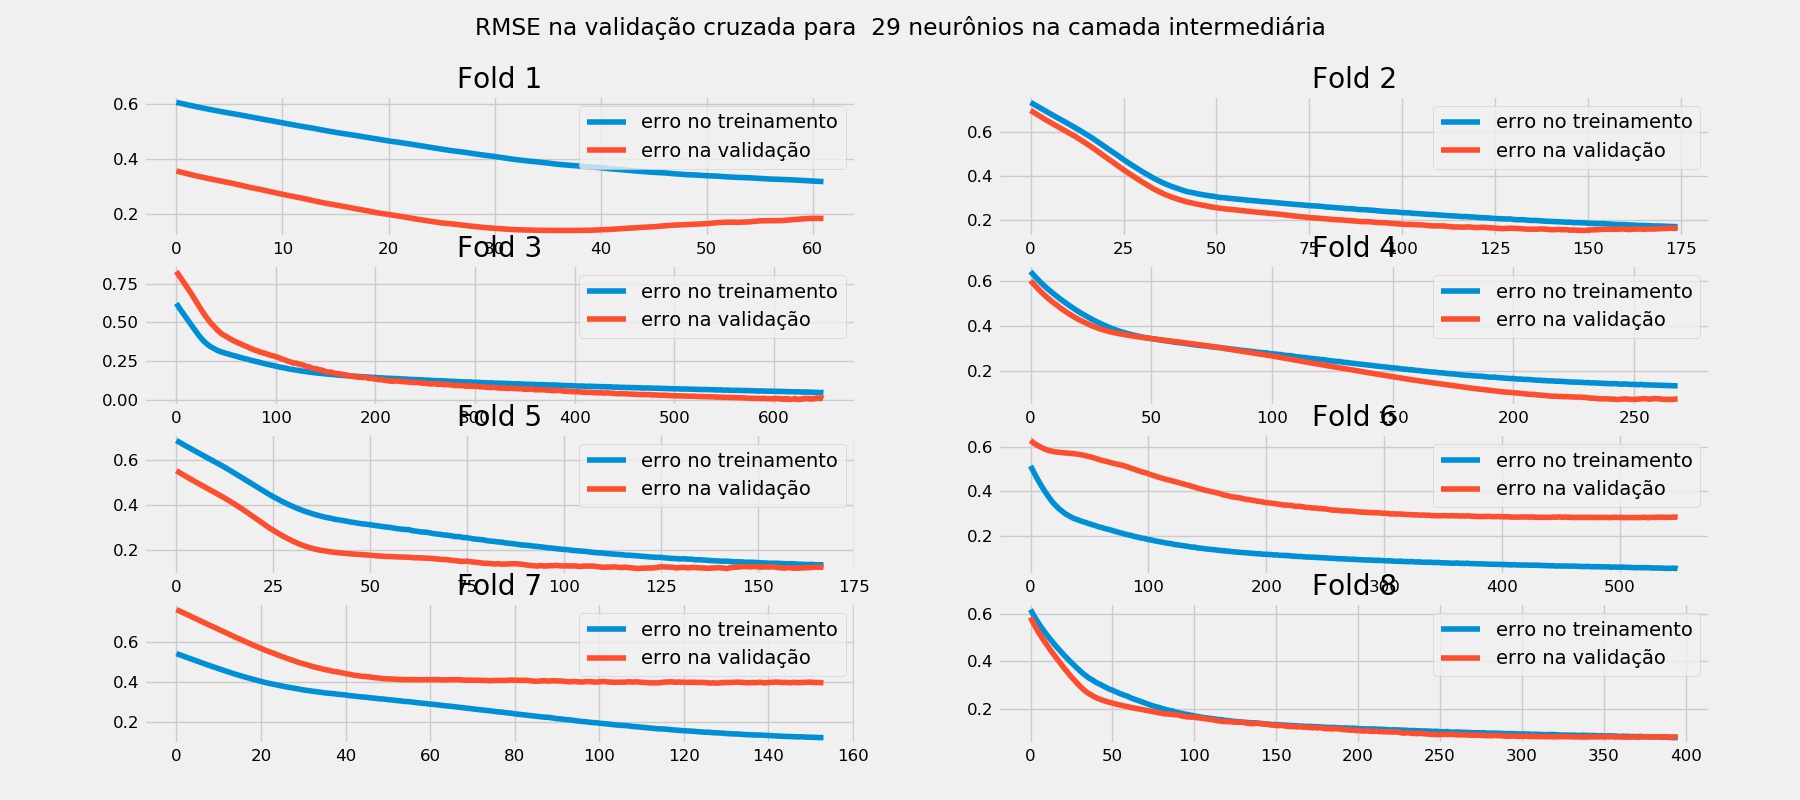 RMSE na validação cruzada para  29 neurônios na camada intermediária
Fold 1
0.6
0.4
0.2
erro no treinamento
erro na validação
0 10 20 30 40 50 60
Fold 2
0.6
0.4
0.2
erro no treinamento
erro na validação
0 25 50 75 100 125 150 175
Fold 3
0.75
0.50
0.25
0.00
erro no treinamento
erro na validação
0 100 200 300 400 500 600
Fold 4
0.6
0.4
0.2
erro no treinamento
erro na validação
0 50 100 150 200 250
Fold 5
0.6
0.4
0.2
erro no treinamento
erro na validação
0 25 50 75 100 125 150 175
Fold 6
0.6
0.4
0.2
erro no treinamento
erro na validação
0 100 200 300 400 500
Fold 7
0.6
0.4
0.2
erro no treinamento
erro na validação
0 20 40 60 80 100 120 140 160
Fold 8
0.6
0.4
0.2
erro no treinamento
erro na validação
0 50 100 150 200 250 300 350 400